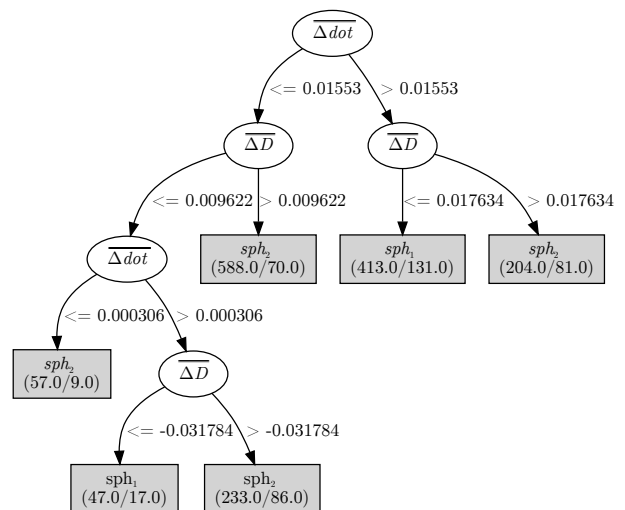 Δdot
<= 0.01553 > 0.01553
ΔD ΔD
<= 0.009622 > 0.009622 <= 0.017634 > 0.017634
Δdot
sph₂
(588.0/70.0)
sph₁
(413.0/131.0)
sph₂
(204.0/81.0)
<= 0.000306 > 0.000306
sph₂
(57.0/9.0)
ΔD
<= -0.031784 > -0.031784
sph₁
(47.0/17.0)
sph₂
(233.0/86.0)